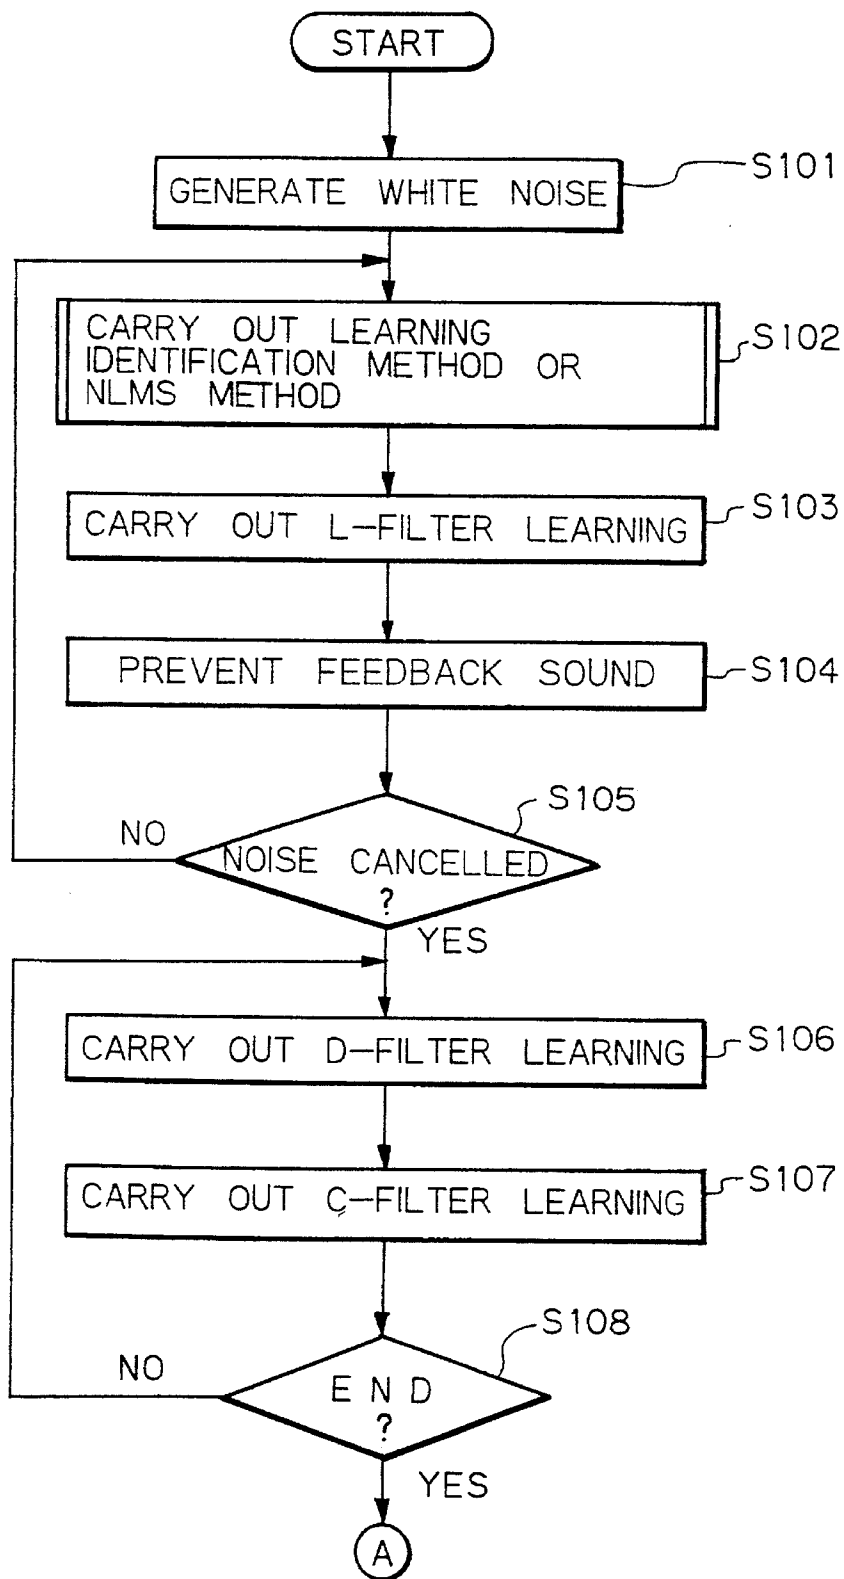 START
GENERATE WHITE NOISE
S101
CARRY OUT LEARNING
IDENTIFICATION METHOD OR
NLMS METHOD
S102
CARRY OUT L-FILTER LEARNING
S103
PREVENT FEEDBACK SOUND
S104
S105
NO
NOISE CANCELLED
?
YES
CARRY OUT D-FILTER LEARNING
S106
CARRY OUT C-FILTER LEARNING
S107
S108
NO
END
?
YES
A